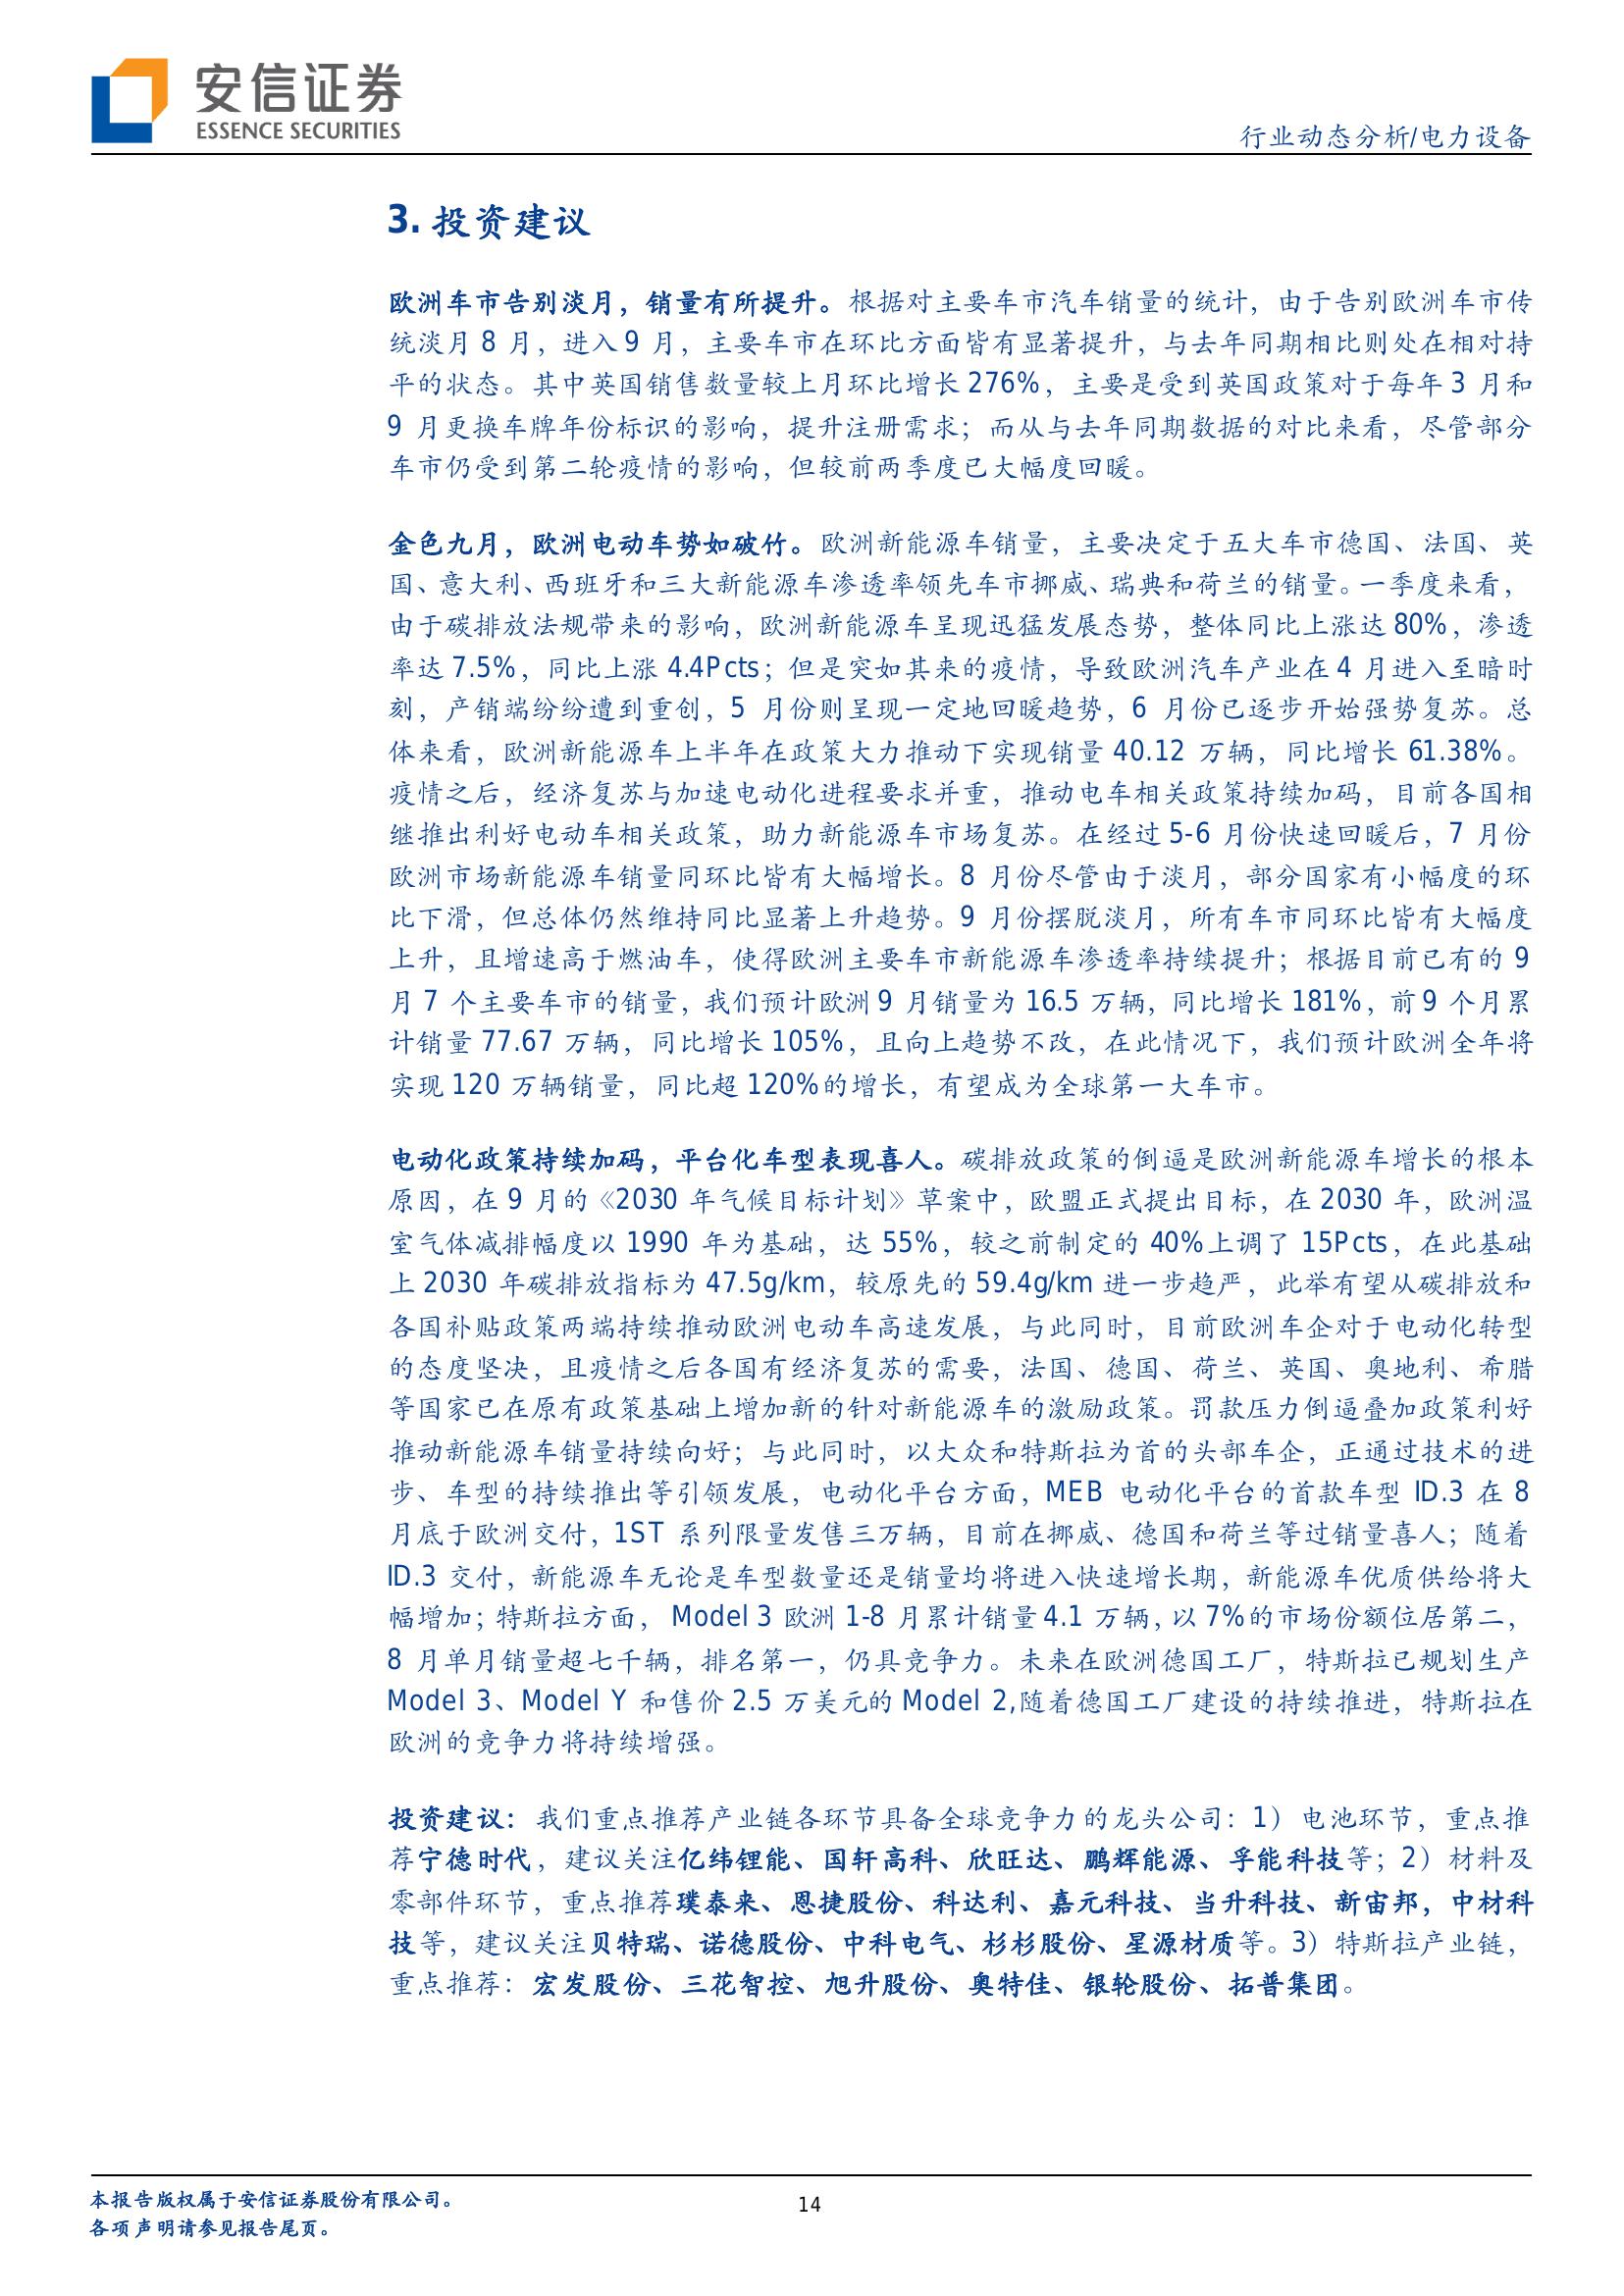 安信证券
ESSENCE SECURITIES
行业动态分析/电力设备
3. 投资建议
欧洲车市告别淡月，销量有所提升。根据对主要车市汽车销量的统计，由于告别欧洲车市传
统淡月 8 月，进入 9 月，主要车市在环比方面皆有显著提升，与去年同期相比则处在相对持
平的状态。其中英国销售数量较上月环比增长 276%，主要是受到英国政策对于每年 3 月和
9 月更换车牌年份标识的影响，提升注册需求；而从与去年同期数据的对比来看，尽管部分
车市仍受到第二轮疫情的影响，但较前两季度已大幅度回暖。
金色九月，欧洲电动车势如破竹。欧洲新能源车销量，主要决定于五大车市德国、法国、英
国、意大利、西班牙和三大新能源车渗透率领先车市挪威、瑞典和荷兰的销量。一季度来看，
由于碳排放法规带来的影响，欧洲新能源车呈现迅猛发展态势，整体同比上涨达 80%，渗透
率达 7.5%，同比上涨 4.4Pcts；但是突如其来的疫情，导致欧洲汽车产业在 4 月进入至暗时
刻，产销端纷纷遭到重创，5 月份则呈现一定地回暖趋势，6 月份已逐步开始强势复苏。总
体来看，欧洲新能源车上半年在政策大力推动下实现销量 40.12 万辆，同比增长 61.38%。
疫情之后，经济复苏与加速电动化进程要求并重，推动电车相关政策持续加码，目前各国相
继推出利好电动车相关政策，助力新能源车市场复苏。在经过 5-6 月份快速回暖后，7 月份
欧洲市场新能源车销量同环比皆有大幅增长。8 月份尽管由于淡月，部分国家有小幅度的环
比下滑，但总体仍然维持同比显著上升趋势。9 月份摆脱淡月，所有车市同环比皆有大幅度
上升，且增速高于燃油车，使得欧洲主要车市新能源车渗透率持续提升；根据目前已有的 9
月 7 个主要车市的销量，我们预计欧洲 9 月销量为 16.5 万辆，同比增长 181%，前 9 个月累
计销量 77.67 万辆，同比增长 105%，且向上趋势不改，在此情况下，我们预计欧洲全年将
实现 120 万辆销量，同比超 120%的增长，有望成为全球第一大车市。
电动化政策持续加码，平台化车型表现喜人。碳排放政策的倒逼是欧洲新能源车增长的根本
原因，在 9 月的《2030 年气候目标计划》草案中，欧盟正式提出目标，在 2030 年，欧洲温
室气体减排幅度以 1990 年为基础，达 55%，较之前制定的 40%上调了 15Pcts，在此基础
上 2030 年碳排放指标为 47.5g/km，较原先的 59.4g/km 进一步趋严，此举有望从碳排放和
各国补贴政策两端持续推动欧洲电动车高速发展，与此同时，目前欧洲车企对于电动化转型
的态度坚决，且疫情之后各国有经济复苏的需要，法国、德国、荷兰、英国、奥地利、希腊
等国家已在原有政策基础上增加新的针对新能源车的激励政策。罚款压力倒逼叠加政策利好
推动新能源车销量持续向好；与此同时，以大众和特斯拉为首的头部车企，正通过技术的进
步、车型的持续推出等引领发展，电动化平台方面，MEB 电动化平台的首款车型 ID.3 在 8
月底于欧洲交付，1ST 系列限量发售三万辆，目前在挪威、德国和荷兰等过销量喜人；随着
ID.3 交付，新能源车无论是车型数量还是销量均将进入快速增长期，新能源车优质供给将大
幅增加；特斯拉方面， Model 3 欧洲 1-8 月累计销量 4.1 万辆，以 7%的市场份额位居第二，
8 月单月销量超七千辆，排名第一，仍具竞争力。未来在欧洲德国工厂，特斯拉已规划生产
Model 3、Model Y 和售价 2.5 万美元的 Model 2,随着德国工厂建设的持续推进，特斯拉在
欧洲的竞争力将持续增强。
投资建议：我们重点推荐产业链各环节具备全球竞争力的龙头公司：1）电池环节，重点推
荐宁德时代，建议关注亿纬锂能、国轩高科、欣旺达、鹏辉能源、孚能科技等；2）材料及
零部件环节，重点推荐璞泰来、恩捷股份、科达利、嘉元科技、当升科技、新宙邦，中材科
技等，建议关注贝特瑞、诺德股份、中科电气、杉杉股份、星源材质等。3）特斯拉产业链，
重点推荐：宏发股份、三花智控、旭升股份、奥特佳、银轮股份、拓普集团。
本报告版权属于安信证券股份有限公司。
各项声明请参见报告尾页。
14